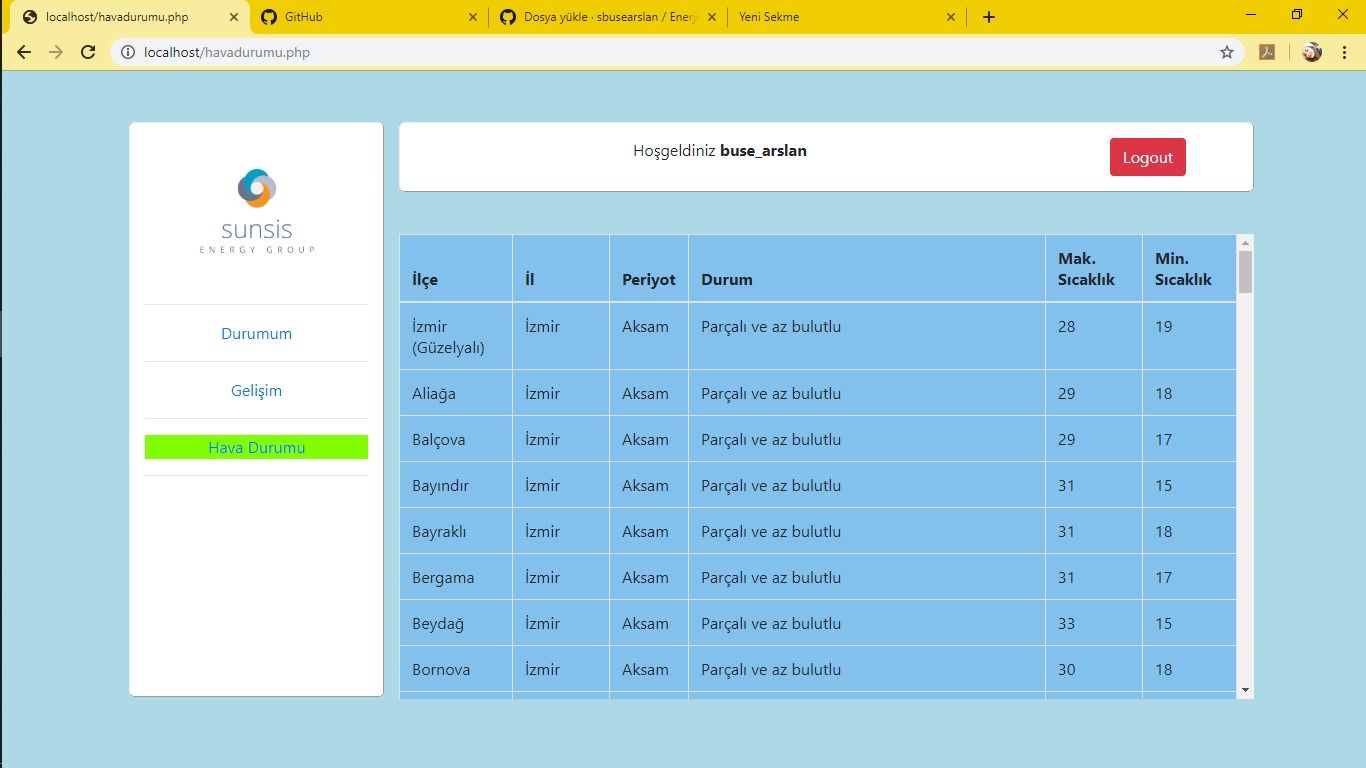 localhost/havadurumu.php
GitHub
Dosya yükle · sbusearslan / Enerj
Yeni Sekme
localhost/havadurumu.php
sunsis
ENERGY GROUP
Durumum
Gelişim
Hava Durumu
Hoşgeldiniz buse_arslan
Logout
İlçe İl Periyot Durum Mak. Sıcaklık Min. Sıcaklık
İzmir (Güzelyalı) İzmir Aksam Parçalı ve az bulutlu 28 19
Aliağa İzmir Aksam Parçalı ve az bulutlu 29 18
Balçova İzmir Aksam Parçalı ve az bulutlu 29 17
Bayındır İzmir Aksam Parçalı ve az bulutlu 31 15
Bayraklı İzmir Aksam Parçalı ve az bulutlu 31 18
Bergama İzmir Aksam Parçalı ve az bulutlu 31 17
Beydağ İzmir Aksam Parçalı ve az bulutlu 33 15
Bornova İzmir Aksam Parçalı ve az bulutlu 30 18